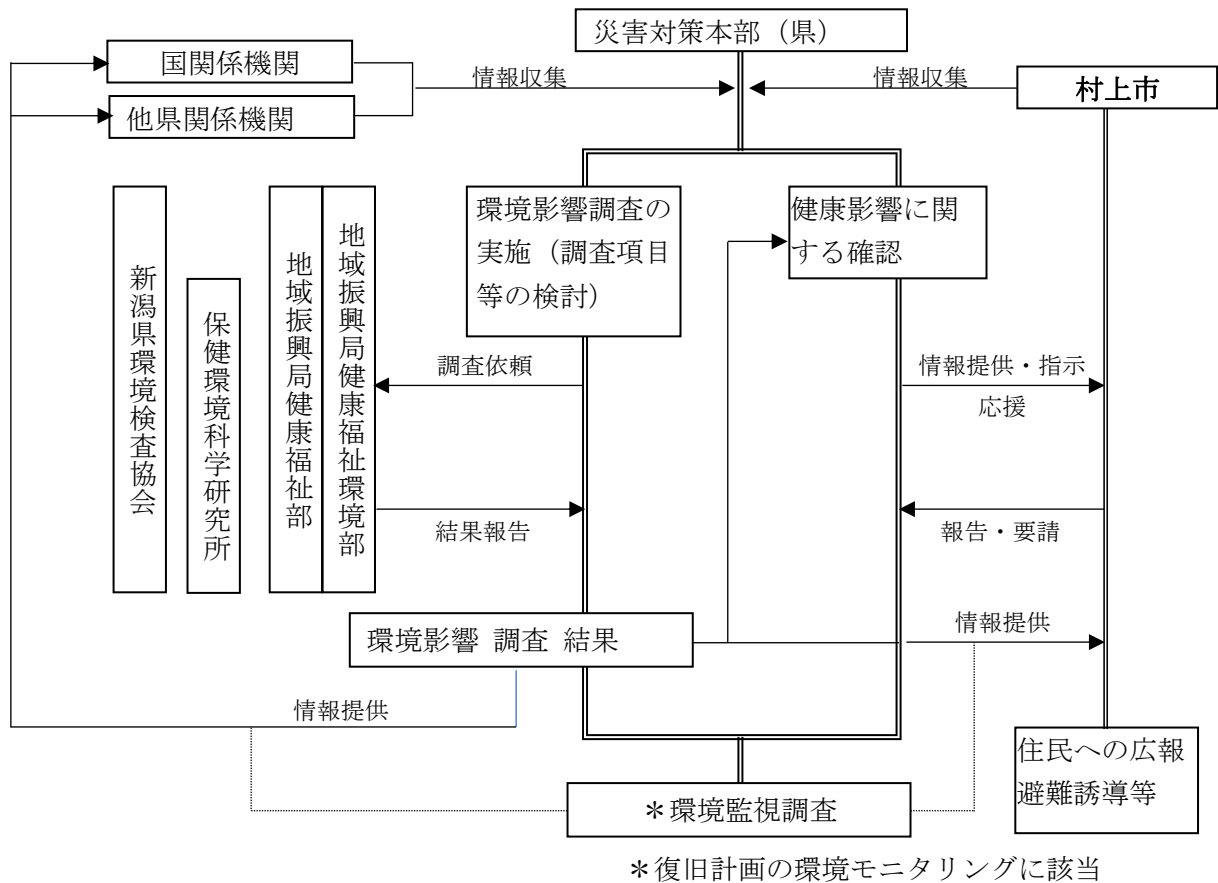 災害対策本部（県）
国関係機関
情報収集
情報収集
村上市
他県関係機関
新潟県環境検査協会
保健環境科学研究所
地域振興局健康福祉部
地域振興局健康福祉環境部
環境影響調査の
実施（調査項目
等の検討）
健康影響に関
する確認
調査依頼
情報提供・指示
応援
結果報告
報告・要請
環境影響 調査 結果
情報提供
情報提供
住民への広報
避難誘導等
＊環境監視調査
＊復旧計画の環境モニタリングに該当